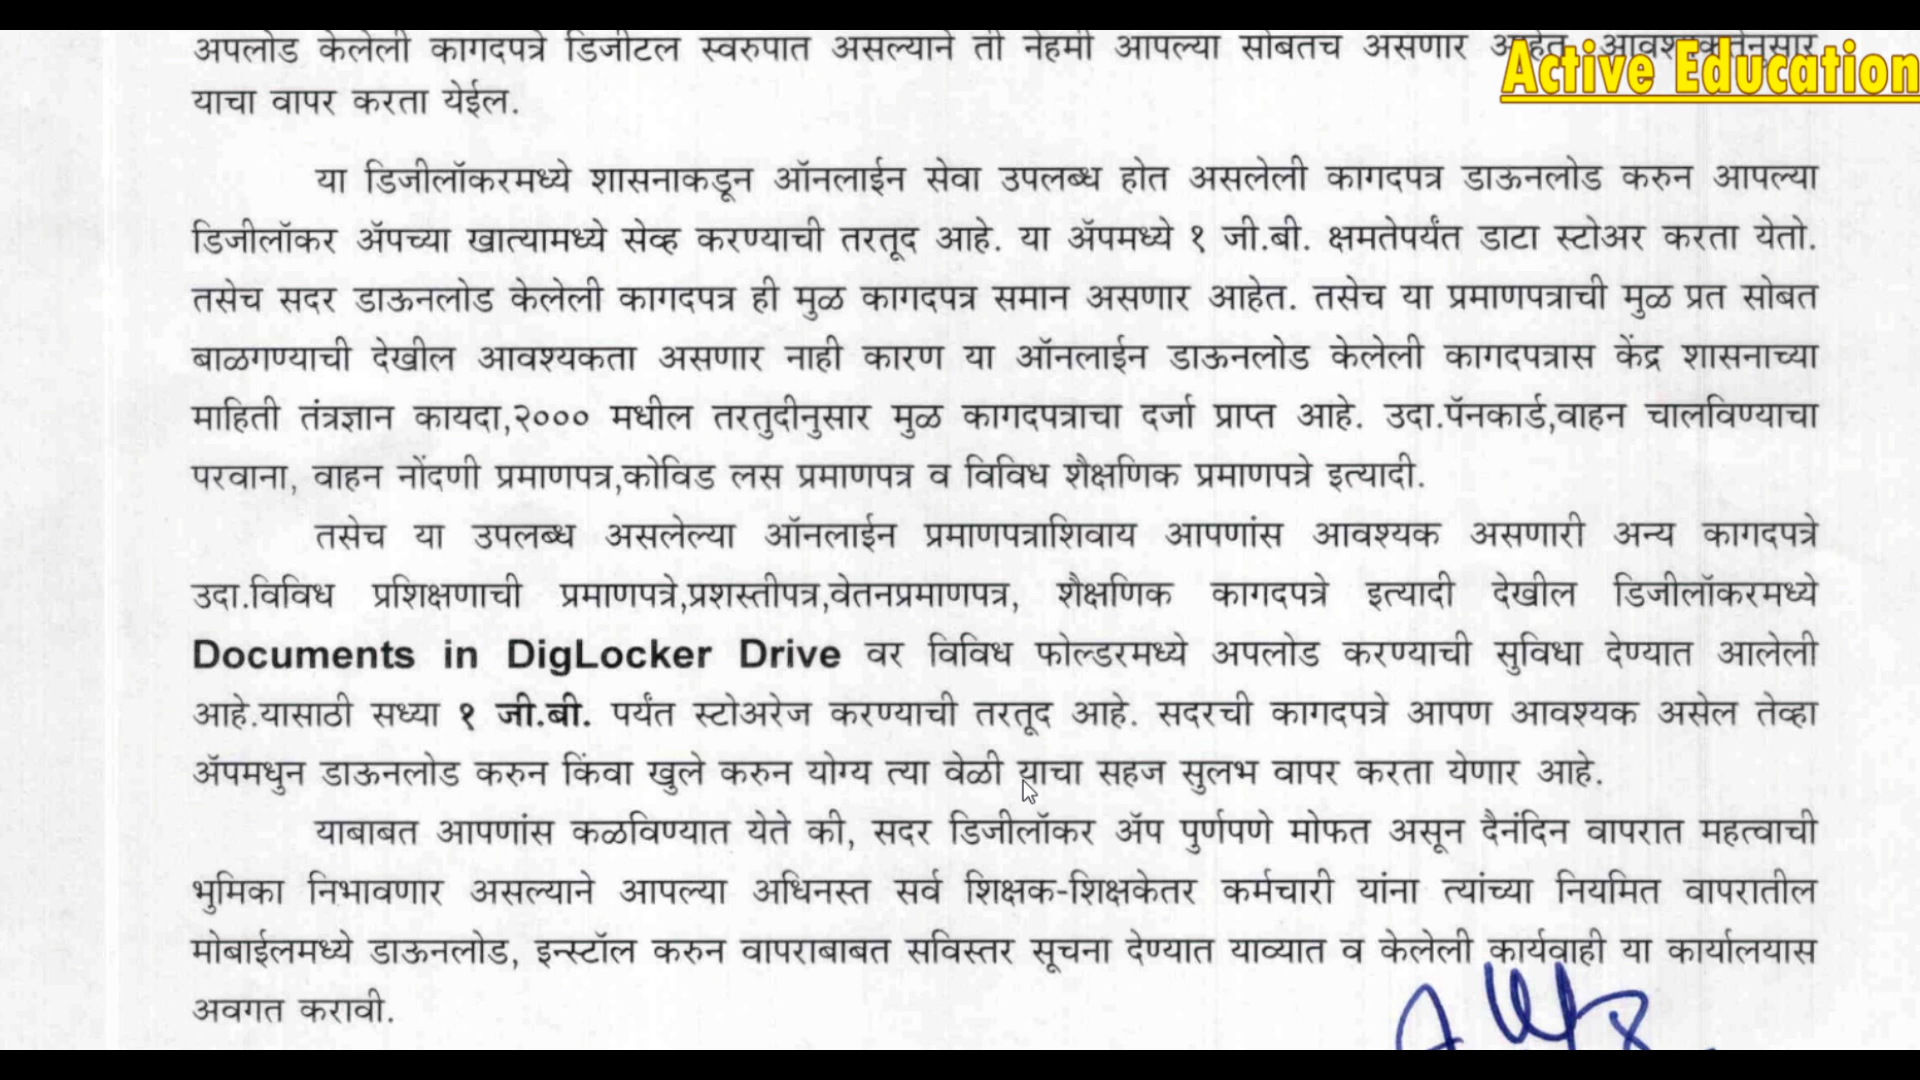 अपलोड केलेली कागदपत्रे डिजीटल स्वरुपात असल्याने ती नेहमी आपल्या सोबतच असणार आहेत. आवश्यकतेनुसार
Active Education
याचा वापर करता येईल.
या डिजीलॉकरमध्ये शासनाकडून ऑनलाईन सेवा उपलब्ध होत असलेली कागदपत्र डाऊनलोड करुन आपल्या
डिजीलॉकर ॲपच्या खात्यामध्ये सेव्ह करण्याची तरतूद आहे. या ॲपमध्ये १ जी.बी. क्षमतेपर्यंत डाटा स्टोअर करता येतो.
तसेच सदर डाऊनलोड केलेली कागदपत्र ही मुळ कागदपत्र समान असणार आहेत. तसेच या प्रमाणपत्राची मुळ प्रत सोबत
बाळगण्याची देखील आवश्यकता असणार नाही कारण या ऑनलाईन डाऊनलोड केलेली कागदपत्रास केंद्र शासनाच्या
माहिती तंत्रज्ञान कायदा,२००० मधील तरतुदीनुसार मुळ कागदपत्राचा दर्जा प्राप्त आहे. उदा.पॅनकार्ड,वाहन चालविण्याचा
परवाना, वाहन नोंदणी प्रमाणपत्र,कोविड लस प्रमाणपत्र व विविध शैक्षणिक प्रमाणपत्रे इत्यादी.
तसेच या उपलब्ध असलेल्या ऑनलाईन प्रमाणपत्राशिवाय आपणांस आवश्यक असणारी अन्य कागदपत्रे
उदा.विविध प्रशिक्षणाची प्रमाणपत्रे,प्रशस्तीपत्र,वेतनप्रमाणपत्र, शैक्षणिक कागदपत्रे इत्यादी देखील डिजीलॉकरमध्ये
Documents in DigLocker Drive वर विविध फोल्डरमध्ये अपलोड करण्याची सुविधा देण्यात आलेली
आहे.यासाठी सध्या १ जी.बी. पर्यंत स्टोअरेज करण्याची तरतूद आहे. सदरची कागदपत्रे आपण आवश्यक असेल तेव्हा
ॲपमधुन डाऊनलोड करुन किंवा खुले करुन योग्य त्या वेळी याचा सहज सुलभ वापर करता येणार आहे.
याबाबत आपणांस कळविण्यात येते की, सदर डिजीलॉकर ॲप पुर्णपणे मोफत असून दैनंदिन वापरात महत्वाची
भुमिका निभावणार असल्याने आपल्या अधिनस्त सर्व शिक्षक-शिक्षकेतर कर्मचारी यांना त्यांच्या नियमित वापरातील
मोबाईलमध्ये डाऊनलोड, इन्स्टॉल करुन वापराबाबत सविस्तर सूचना देण्यात याव्यात व केलेली कार्यवाही या कार्यालयास
अवगत करावी.